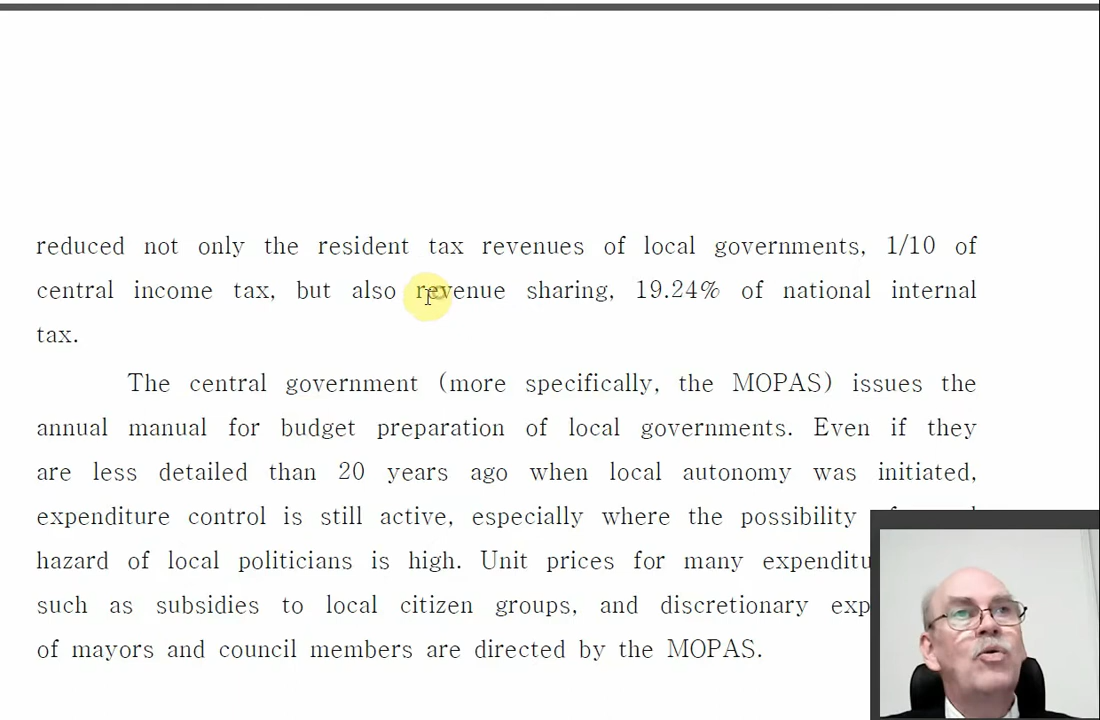 reduced not only the resident tax revenues of local governments, 1/10 of
central income tax, but also revenue sharing, 19.24% of national internal
tax.
The central government (more specifically, the MOPAS) issues the
annual manual for budget preparation of local governments. Even if they
are less detailed than 20 years ago when local autonomy was initiated,
expenditure control is still active, especially where the possibility
hazard of local politicians is high. Unit prices for many
such as subsidies to local citizen groups, and discretionary
of mayors and council members are directed by the MOPAS.